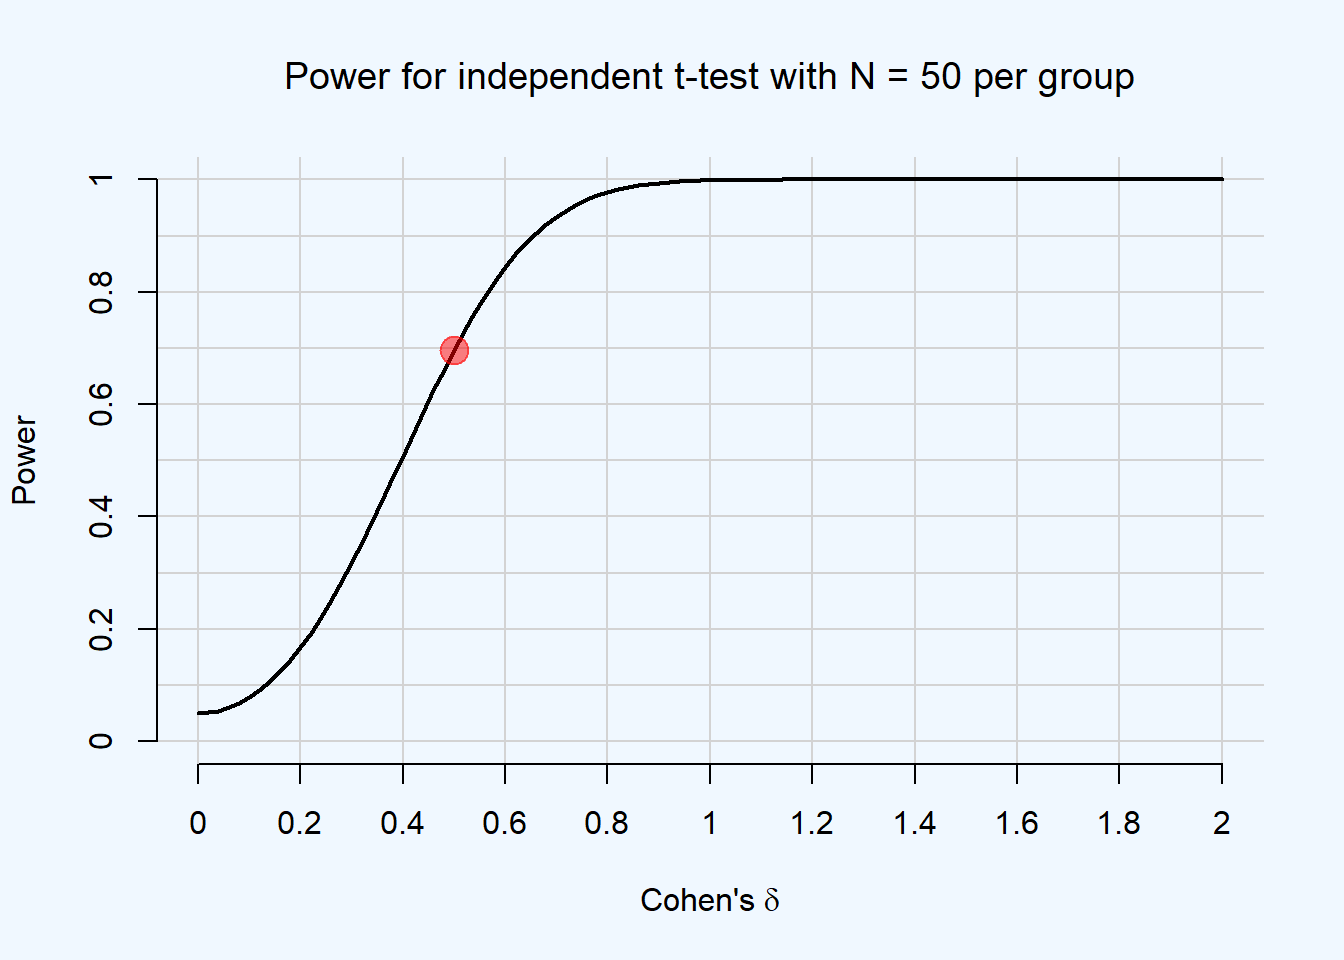 Power for independent t-test with N = 50 per group
Power
1
0.8
0.6
0.4
0.2
0
0 0.2 0.4 0.6 0.8 1 1.2 1.4 1.6 1.8 2
Cohen's δ